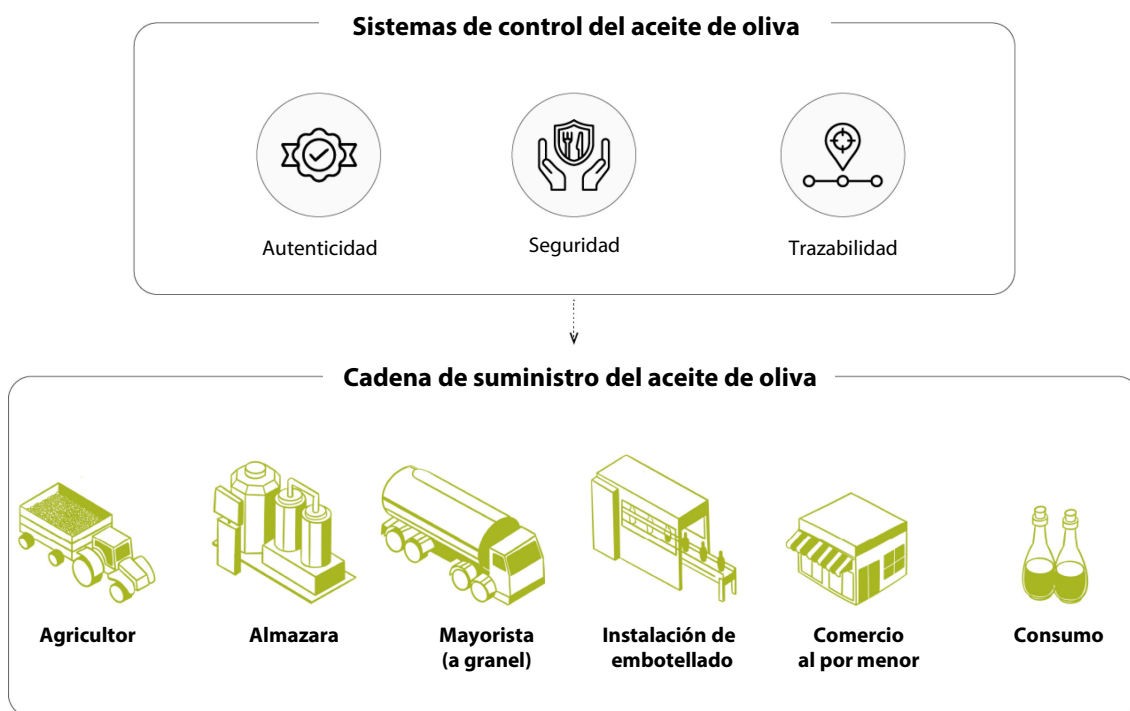 Sistemas de control del aceite de oliva
Autenticidad
Seguridad
Trazabilidad
Cadena de suministro del aceite de oliva
Agricultor
Almazara
Mayorista
(a granel)
Instalación de
embotellado
Comercio
al por menor
Consumo